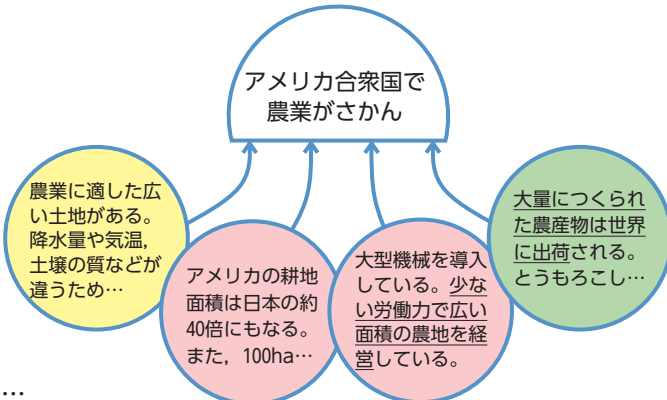 アメリカ合衆国で
農業がさかん
農業に適した広
い土地がある。
降水量や気温，
土壌の質などが
違うため…
アメリカの耕地
面積は日本の約
40倍にもなる。
また，100ha…
大型機械を導入
している。少な
い労働力で広い
面積の農地を経
営している。
大量につくられ
た農産物は世界
に出荷される。
とうもろこし…
…